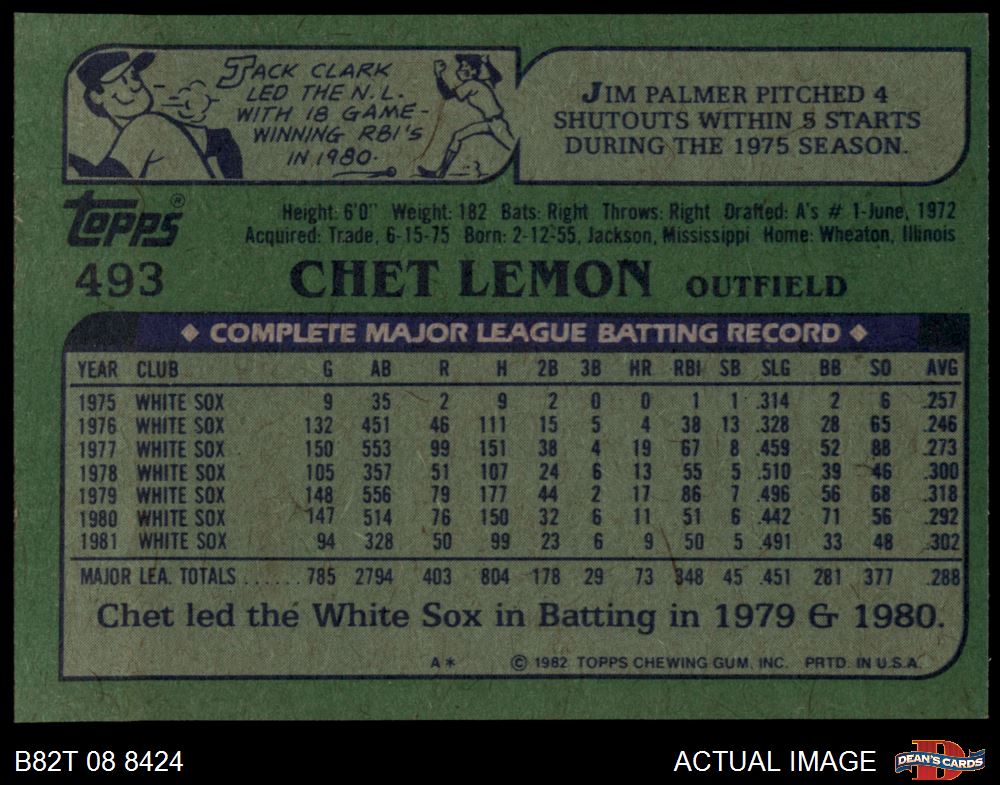 JACK CLARK
LED THE N.L.
WITH 18 GAME-
WINNING RBI'S
IN 1980.
JIM PALMER PITCHED 4
SHUTOUTS WITHIN 5 STARTS
DURING THE 1975 SEASON.
TOPPS®
Height: 6'0" Weight: 182 Bats: Right Throws: Right Drafted: A's # 1-June, 1972
Acquired: Trade, 6-15-75 Born: 2-12-55, Jackson, Mississippi Home: Wheaton, Illinois
493 CHET LEMON OUTFIELD
◆ COMPLETE MAJOR LEAGUE BATTING RECORD ◆
YEAR CLUB G AB R H 2B 3B HR RBI SB SLG BB SO AVG
1975 WHITE SOX 9 35 2 9 2 0 0 1 1 .314 2 6 .257
1976 WHITE SOX 132 451 46 111 15 5 4 38 13 .328 28 65 .246
1977 WHITE SOX 150 553 99 151 38 4 19 67 8 .459 52 88 .273
1978 WHITE SOX 105 357 51 107 24 6 13 55 5 .510 39 46 .300
1979 WHITE SOX 148 556 79 177 44 2 17 86 7 .496 56 68 .318
1980 WHITE SOX 147 514 76 150 32 6 11 51 6 .442 71 56 .292
1981 WHITE SOX 94 328 50 99 23 6 9 50 5 .491 33 48 .302
MAJOR LEA. TOTALS ...... 785 2794 403 804 178 29 73 348 45 .451 281 377 .288
Chet led the White Sox in Batting in 1979 & 1980.
A* © 1982 TOPPS CHEWING GUM, INC. PRTD. IN U.S.A.
B82T 08 8424 ACTUAL IMAGE D DEAN'S CARDS